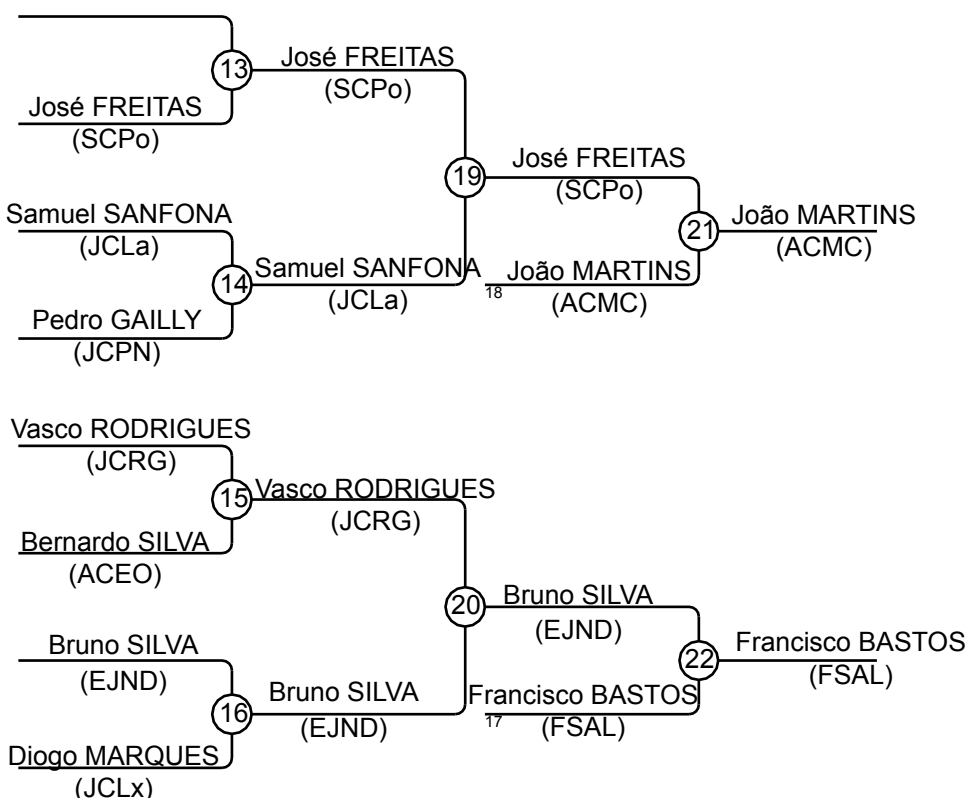 13
José FREITAS
(SCPo)
José FREITAS
(SCPo)
19
José FREITAS
(SCPo)
Samuel SANFONA
(JCLa)
21
João MARTINS
(ACMC)
14
Samuel SANFONA
(JCLa)
18
João MARTINS
(ACMC)
Pedro GAILLY
(JCPN)
Vasco RODRIGUES
(JCRG)
15
Vasco RODRIGUES
(JCRG)
Bernardo SILVA
(ACEO)
20
Bruno SILVA
(EJND)
Bruno SILVA
(EJND)
22
Francisco BASTOS
(FSAL)
16
Bruno SILVA
(EJND)
17
Francisco BASTOS
(FSAL)
Diogo MARQUES
(JCLx)